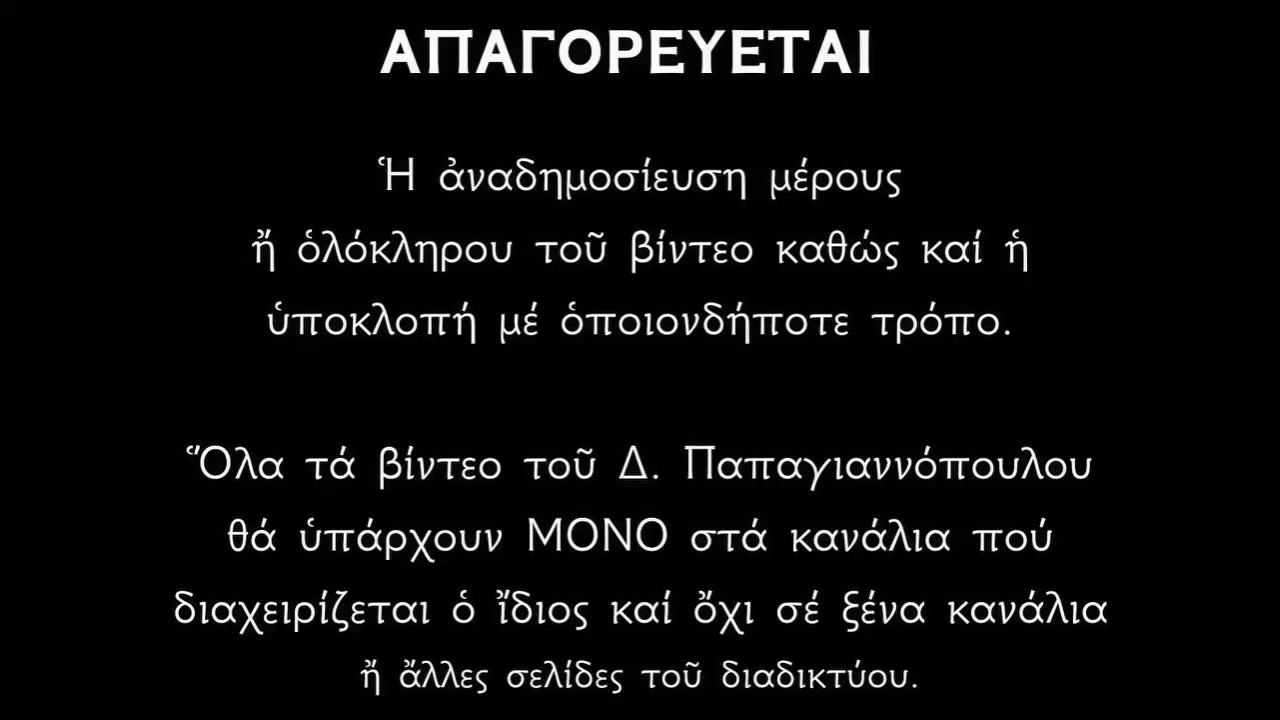 ΑΠΑΓΟΡΕΥΕΤΑΙ
Ἡ ἀναδημοσίευση μέρους
ἤ ὁλόκληρου τοῦ βίντεο καθώς καί ἡ
ὑποκλοπή μέ ὁποιονδήποτε τρόπο.
Ὅλα τά βίντεο τοῦ Δ. Παπαγιαννόπουλου
θά ὑπάρχουν ΜΟΝΟ στά κανάλια πού
διαχειρίζεται ὁ ἴδιος καί ὄχι σέ ξένα κανάλια
ἤ ἄλλες σελίδες τοῦ διαδικτύου.